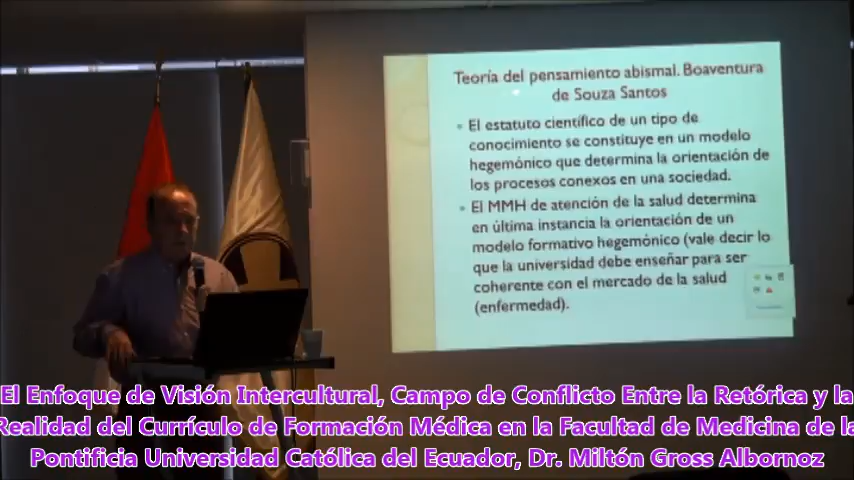 Teoría del pensamiento abismal. Boaventura
de Souza Santos
El estatuto científico de un tipo de
conocimiento se constituye en un modelo
hegemónico que determina la orientación de
los procesos conexos en una sociedad.
El MMH de atención de la salud determina
en última instancia la orientación de un
modelo formativo hegemónico (vale decir lo
que la universidad debe enseñar para ser
coherente con el mercado de la salud
(enfermedad).
El Enfoque de Visión Intercultural, Campo de Conflicto Entre la Retórica y la
Realidad del Currículo de Formación Médica en la Facultad de Medicina de la
Pontificia Universidad Católica del Ecuador, Dr. Miltón Gross Albornoz